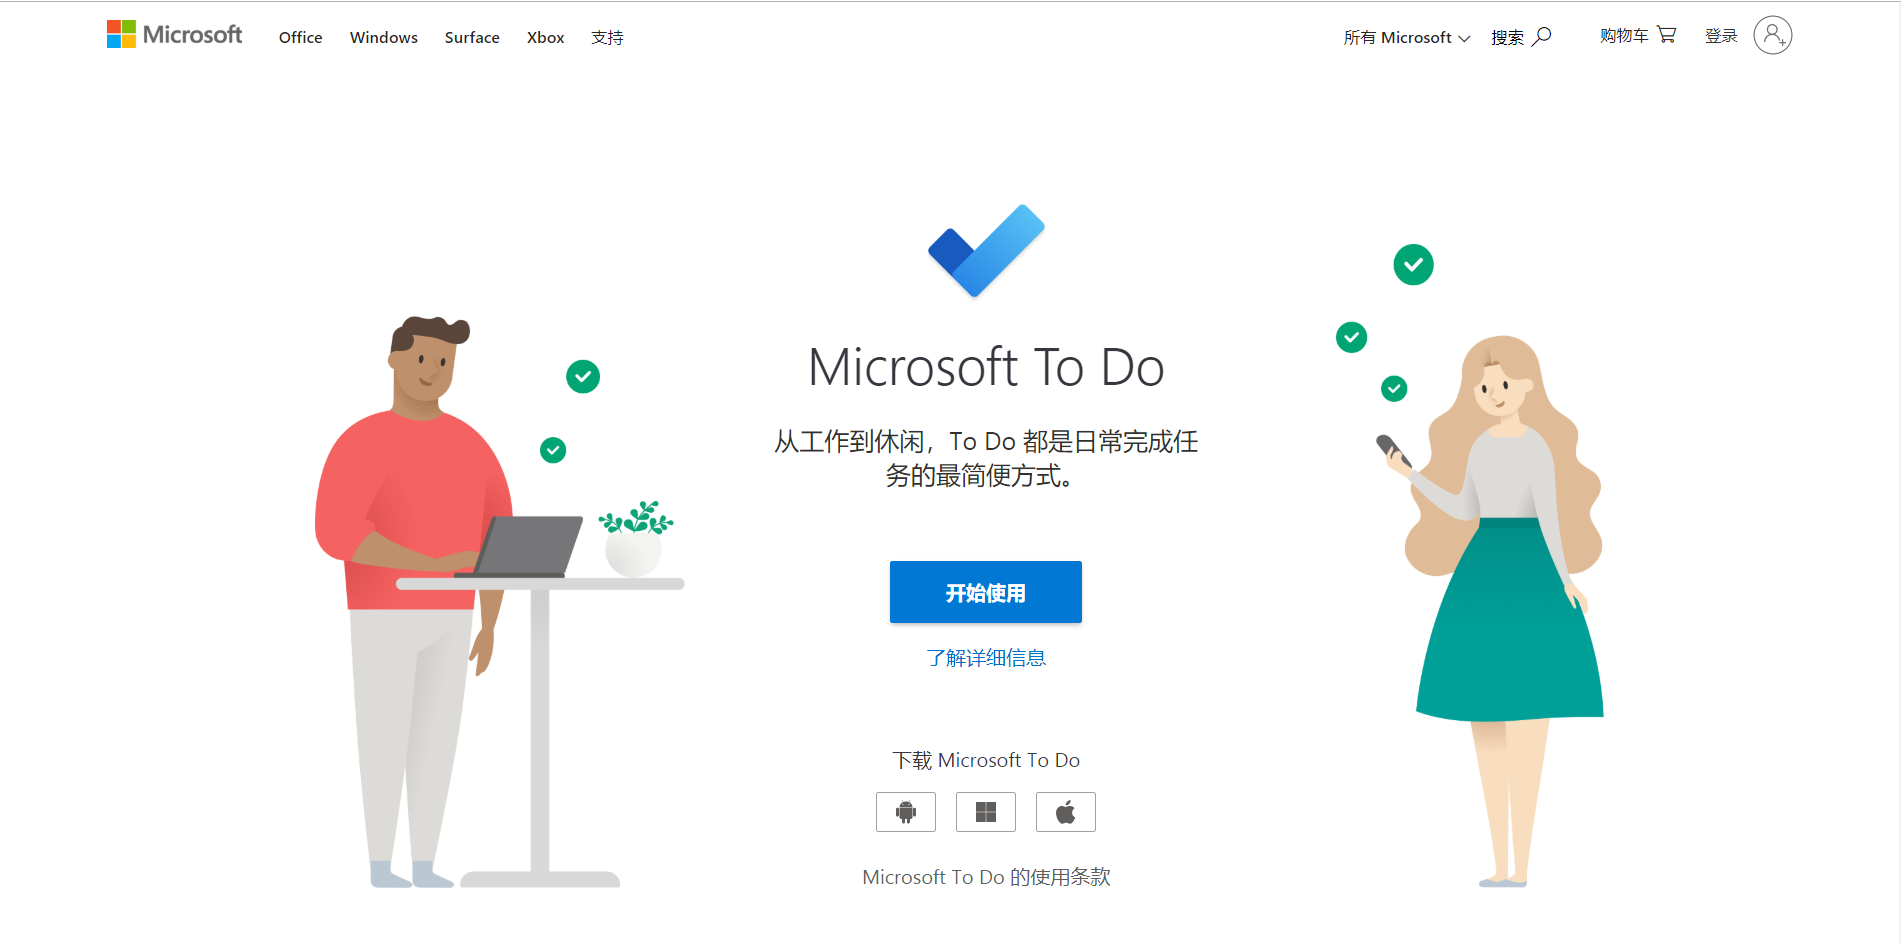 Microsoft
Office Windows Surface Xbox 支持 所有 Microsoft 搜索 购物车 登录
Microsoft To Do
从工作到休闲，To Do 都是日常完成任
务的最简便方式。
开始使用
了解详细信息
下载 Microsoft To Do
Microsoft To Do 的使用条款